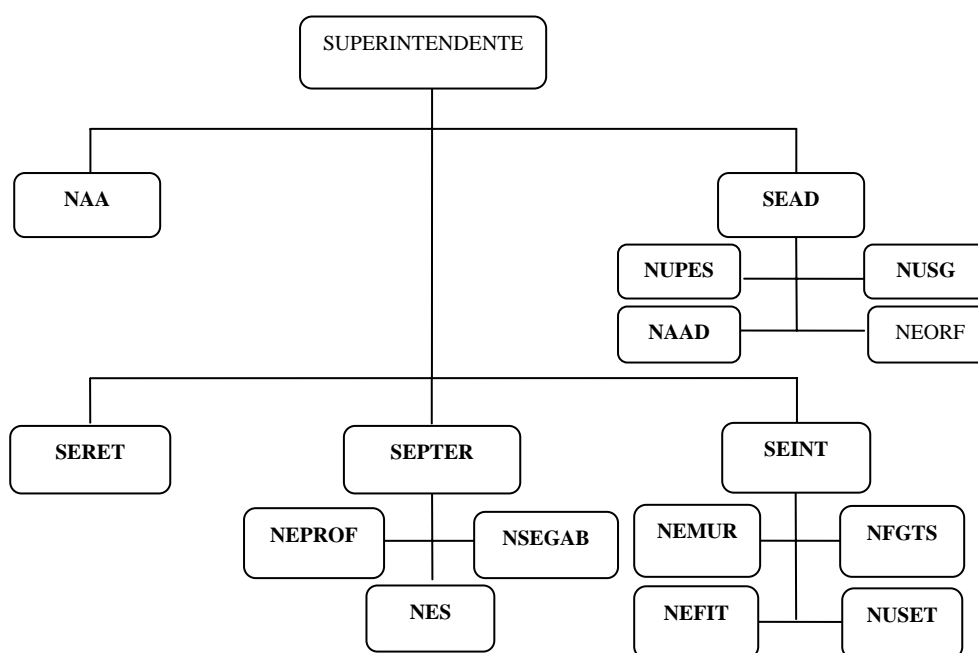 SUPERINTENDENTE
NAA
SEAD
NUPES
NUSG
NAAD
NEORF
SERET
SEPTER
SEINT
NEPROF
NSEGAB
NEMUR
NFGTS
NES
NEFIT
NUSET